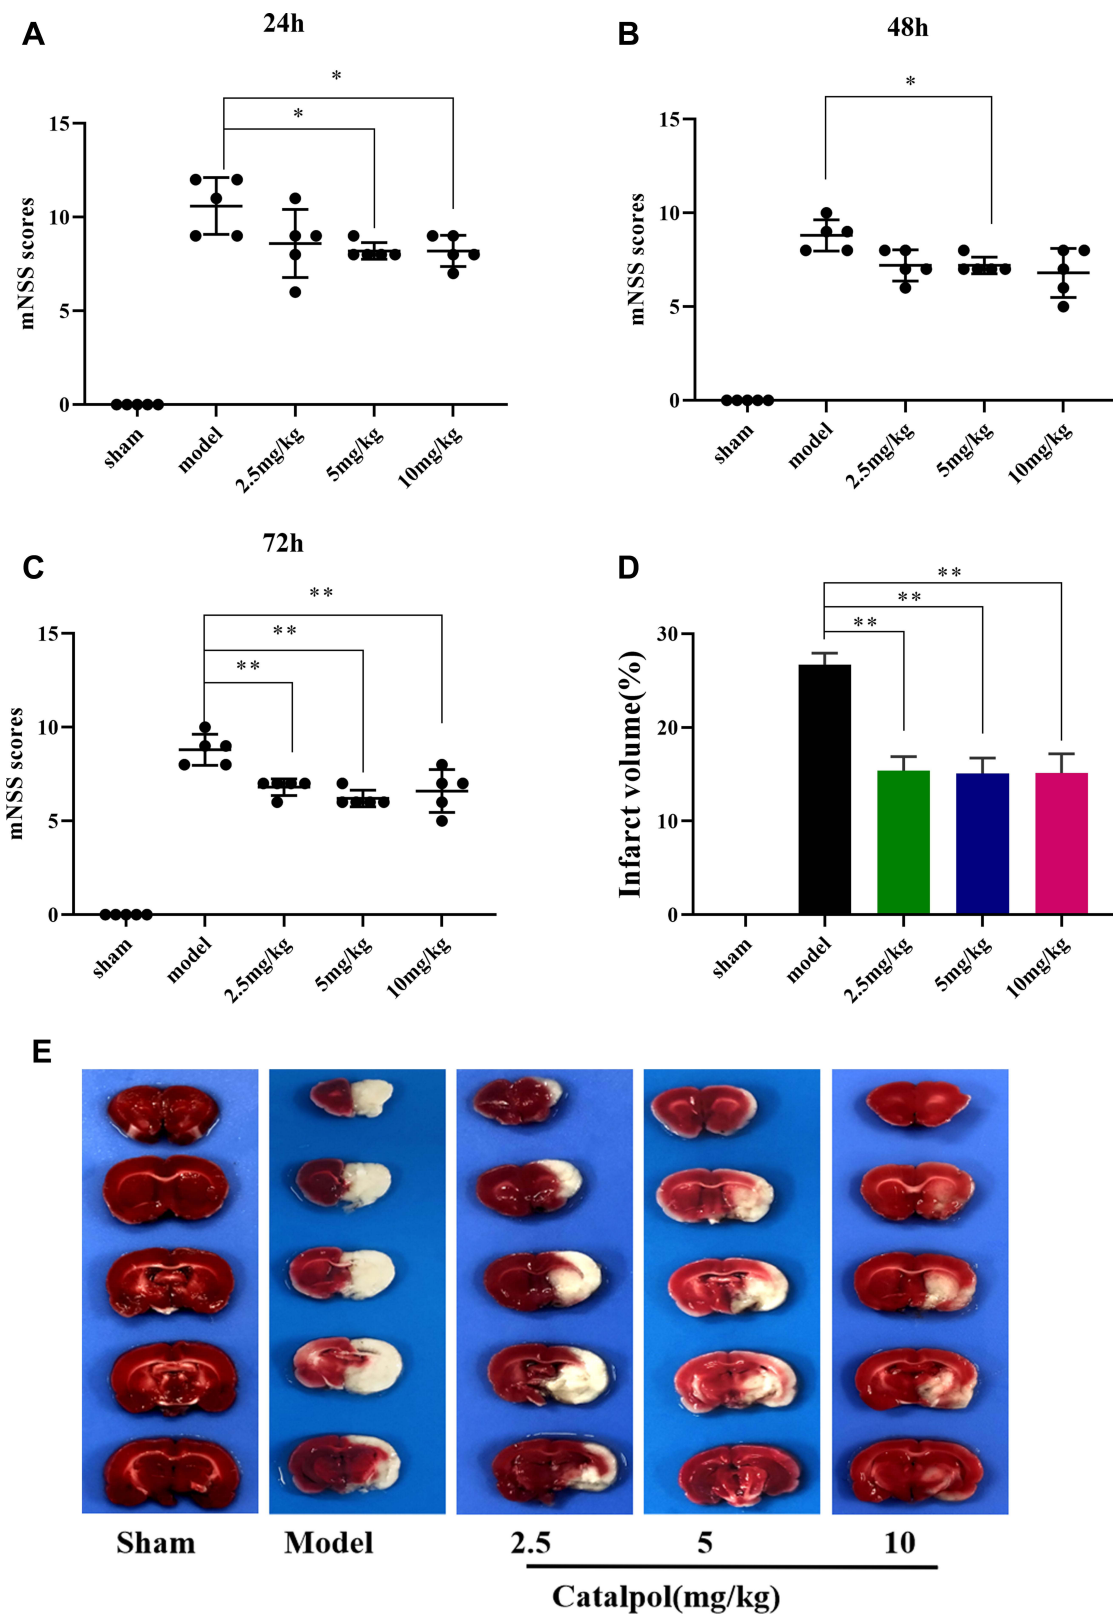 A
24h
*
*
15
10
5
0
mNSS scores
sham
model
2.5mg/kg
5mg/kg
10mg/kg
B
48h
*
15
10
5
0
mNSS scores
sham
model
2.5mg/kg
5mg/kg
10mg/kg
C
72h
**
**
**
15
10
5
0
mNSS scores
sham
model
2.5mg/kg
5mg/kg
10mg/kg
D
**
**
**
30
20
10
0
Infarct volume(%)
sham
model
2.5mg/kg
5mg/kg
10mg/kg
E
Sham Model 2.5 5 10
Catalpol(mg/kg)